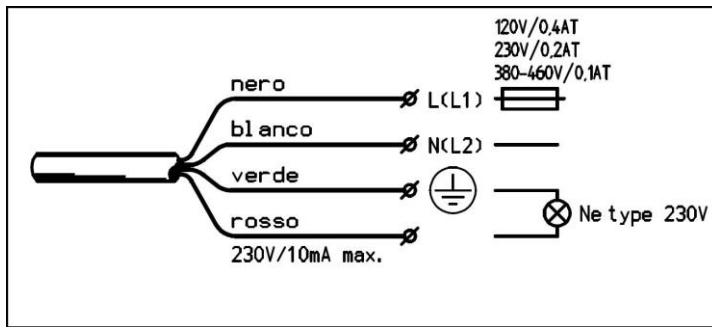 120V/0,4AT
230V/0,2AT
380-460V/0,1AT
nero
L(L1)
blanco
N(L2)
verde
rosso
Ne type 230V
230V/10mA max.